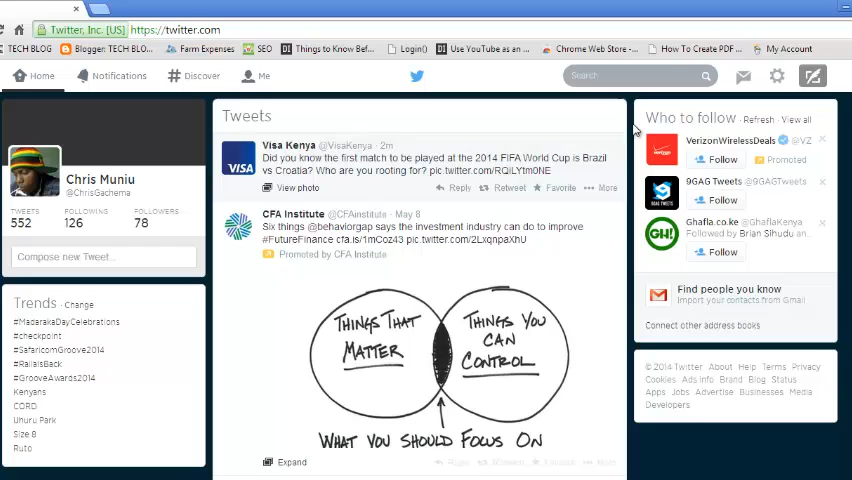 Twitter, Inc. [US] https://twitter.com
TECH BLOG Blogger: TECH BLO... Farm Expenses SEO DI Things to Know Bef... Login() DI Use YouTube as an ... Chrome Web Store -... How To Create PDF ... My Account
Home Notifications # Discover Me Search
Chris Muniu
@ChrisGachema
TWEETS FOLLOWING FOLLOWERS
552 126 78
Compose new Tweet...
Trends · Change
#MadarakaDayCelebrations
#checkpoint
#SafaricomGroove2014
#RailaIsBack
#GrooveAwards2014
Kenyans
CORD
Uhuru Park
Size 8
Ruto
Tweets
VISA
Visa Kenya @VisaKenya · 2m
Did you know the first match to be played at the 2014 FIFA World Cup is Brazil
vs Croatia? Who are you rooting for? pic.twitter.com/RQILyYtm0NE
View photo Reply Retweet Favorite More
CFA Institute @CFAinstitute · May 8
Six things @behaviorgap says the investment industry can do to improve
#FutureFinance cfa.is/1mCoz43 pic.twitter.com/2LxqnpaXhU
Promoted by CFA Institute
THINGS THAT
MATTER
THINGS YOU
CAN
CONTROL
WHAT YOU SHOULD FOCUS ON
Expand Reply Retweet Favorite More
Who to follow · Refresh · View all
VerizonWirelessDeals @VZ
Follow Promoted
9GAG Tweets @9GAGTweets
Follow
GH!
Ghafla.co.ke @GhaflaKenya
Followed by Brian Sihudu an...
Follow
Find people you know
Import your contacts from Gmail
Connect other address books
© 2014 Twitter About Help Terms Privacy
Cookies Ads info Brand Blog Status
Apps Jobs Advertise Businesses Media
Developers